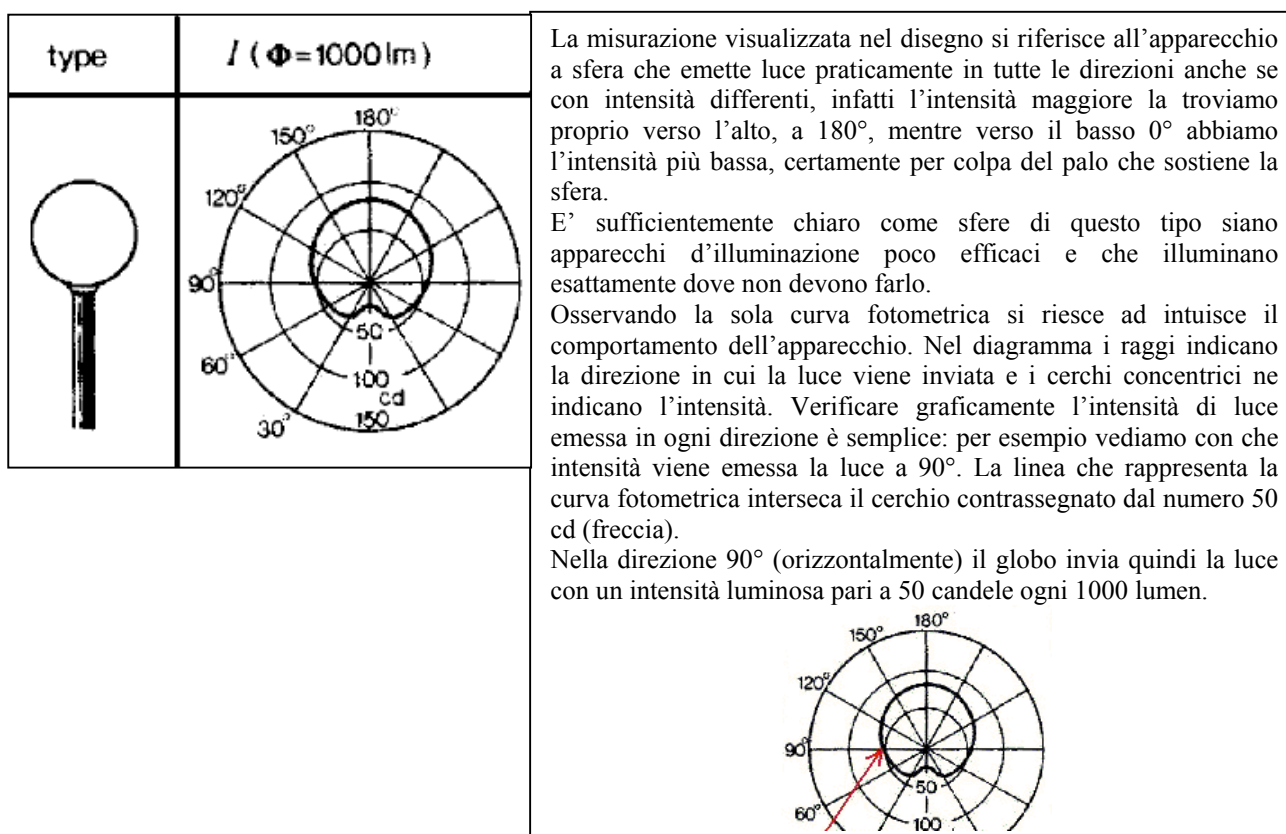 type
I ( Φ = 1000 lm )
180°
150°
120°
90°
60°
30°
50
100
cd
150
La misurazione visualizzata nel disegno si riferisce all’apparecchio
a sfera che emette luce praticamente in tutte le direzioni anche se
con intensità differenti, infatti l’intensità maggiore la troviamo
proprio verso l’alto, a 180°, mentre verso il basso 0° abbiamo
l’intensità più bassa, certamente per colpa del palo che sostiene la
sfera.
E’ sufficientemente chiaro come sfere di questo tipo siano
apparecchi d’illuminazione poco efficaci e che illuminano
esattamente dove non devono farlo.
Osservando la sola curva fotometrica si riesce ad intuisce il
comportamento dell’apparecchio. Nel diagramma i raggi indicano
la direzione in cui la luce viene inviata e i cerchi concentrici ne
indicano l’intensità. Verificare graficamente l’intensità di luce
emessa in ogni direzione è semplice: per esempio vediamo con che
intensità viene emessa la luce a 90°. La linea che rappresenta la
curva fotometrica interseca il cerchio contrassegnato dal numero 50
cd (freccia).
Nella direzione 90° (orizzontalmente) il globo invia quindi la luce
con un intensità luminosa pari a 50 candele ogni 1000 lumen.
180°
150°
120°
90°
50
60°
100